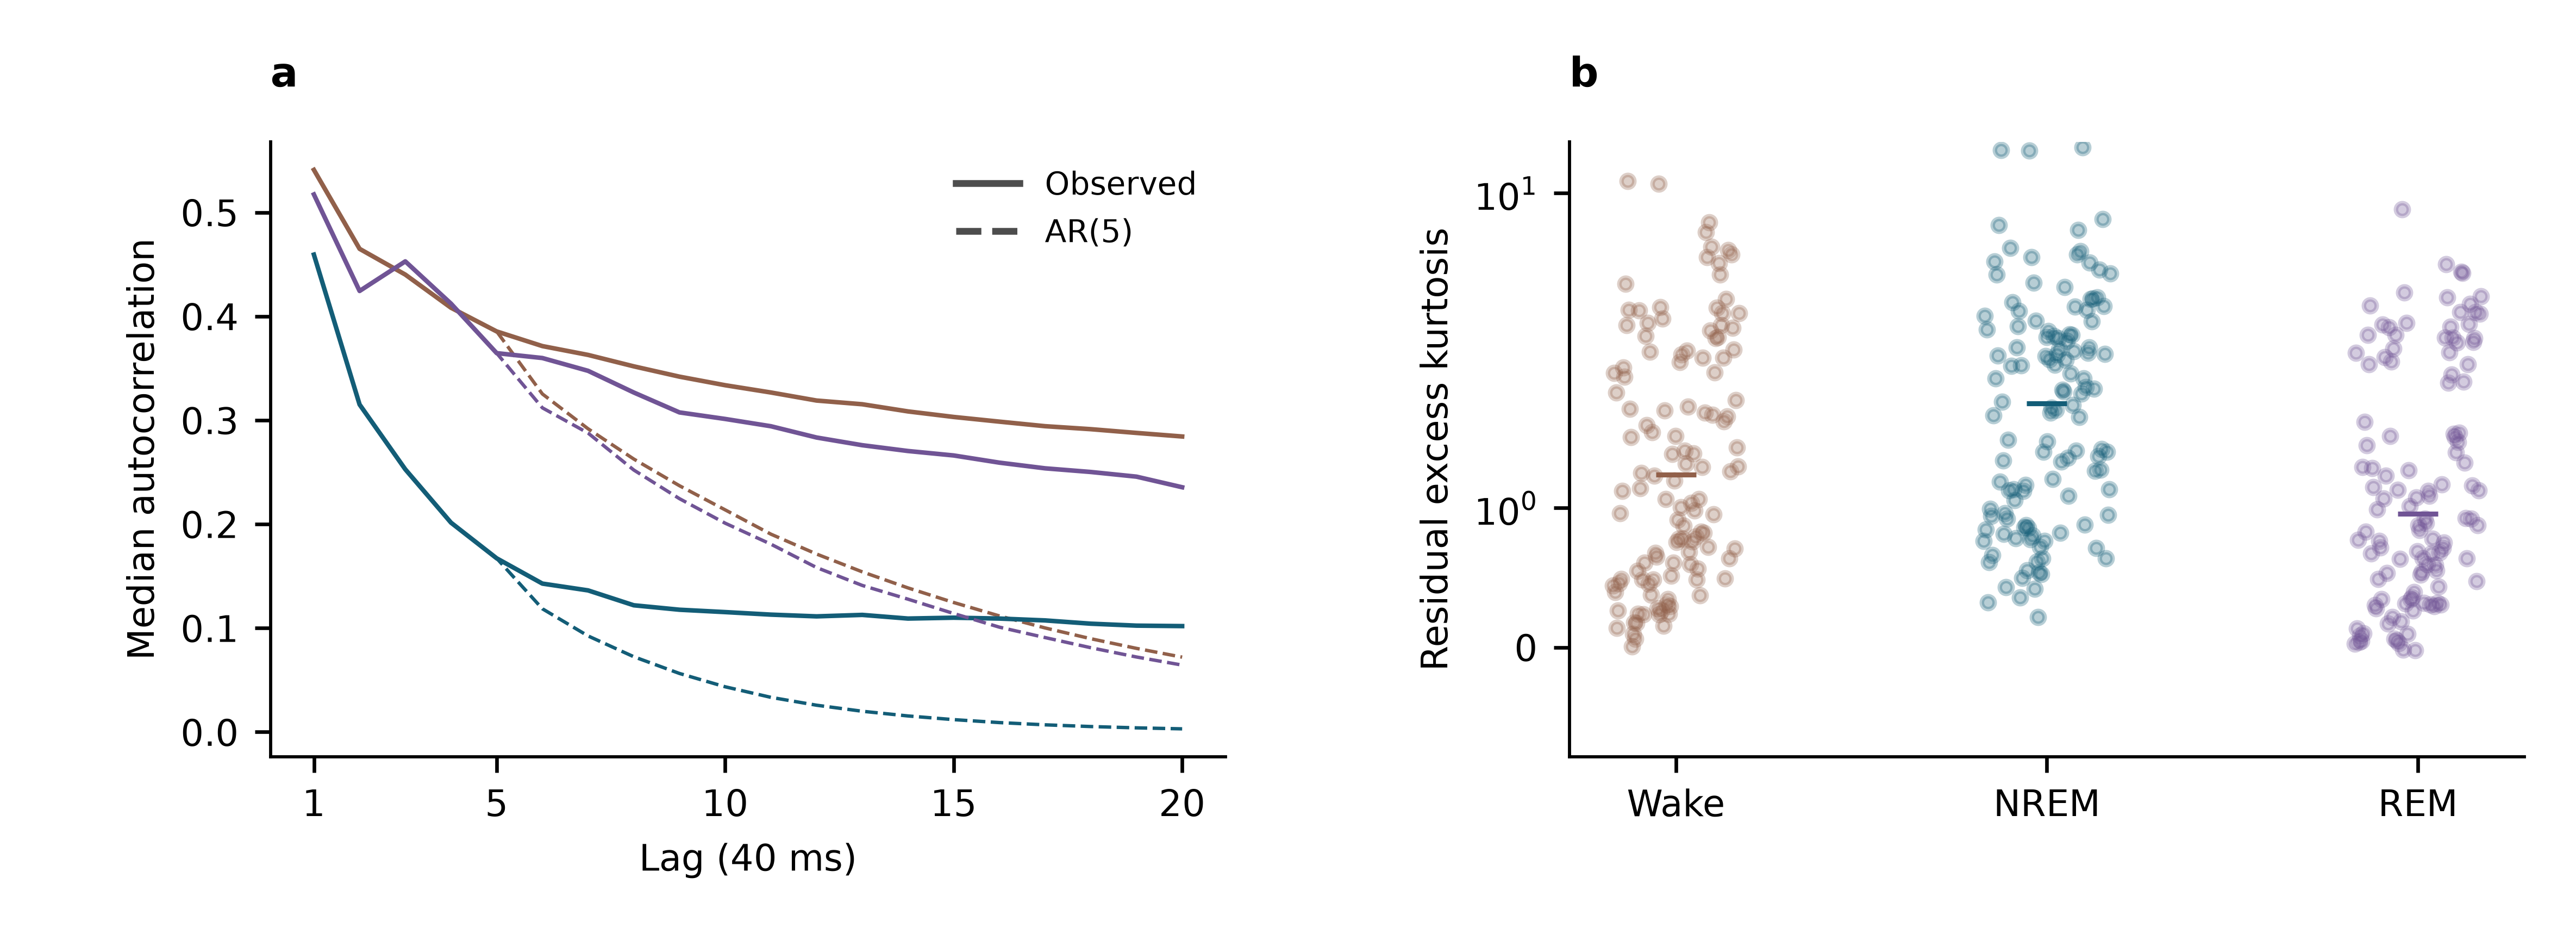 a
Median autocorrelation
0.5
0.4
0.3
0.2
0.1
0.0
1 5 10 15 20
Lag (40 ms)
Observed
AR(5)
b
Residual excess kurtosis
10¹
10⁰
0
Wake NREM REM